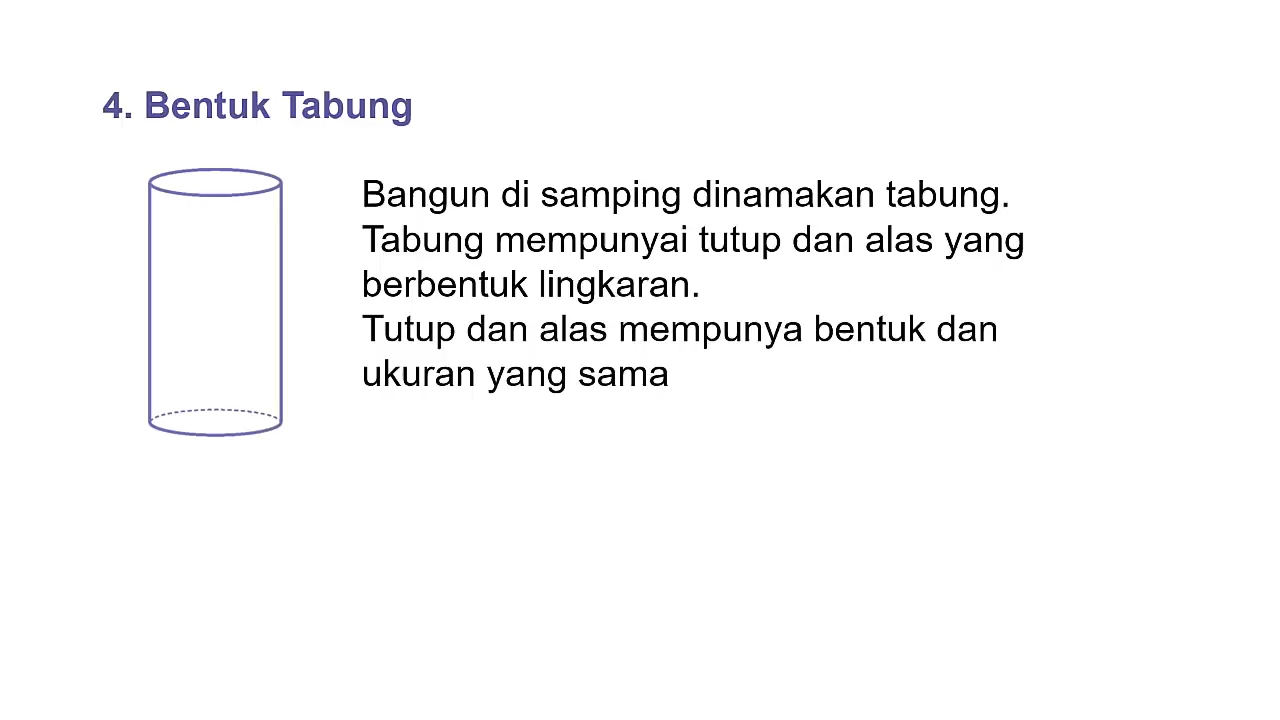 4. Bentuk Tabung
Bangun di samping dinamakan tabung.
Tabung mempunyai tutup dan alas yang
berbentuk lingkaran.
Tutup dan alas mempunya bentuk dan
ukuran yang sama